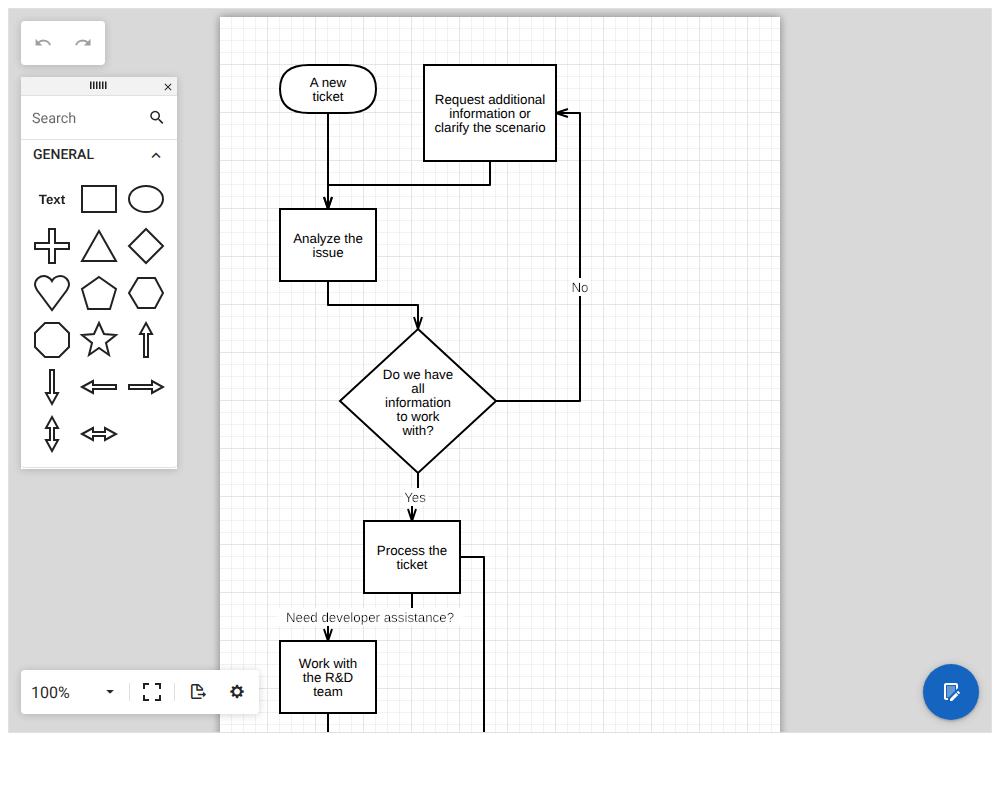 Search
GENERAL
Text
A new
ticket
Request additional
information or
clarify the scenario
Analyze the
issue
No
Do we have
all
information
to work
with?
Yes
Process the
ticket
Need developer assistance?
Work with
the R&D
team
100%